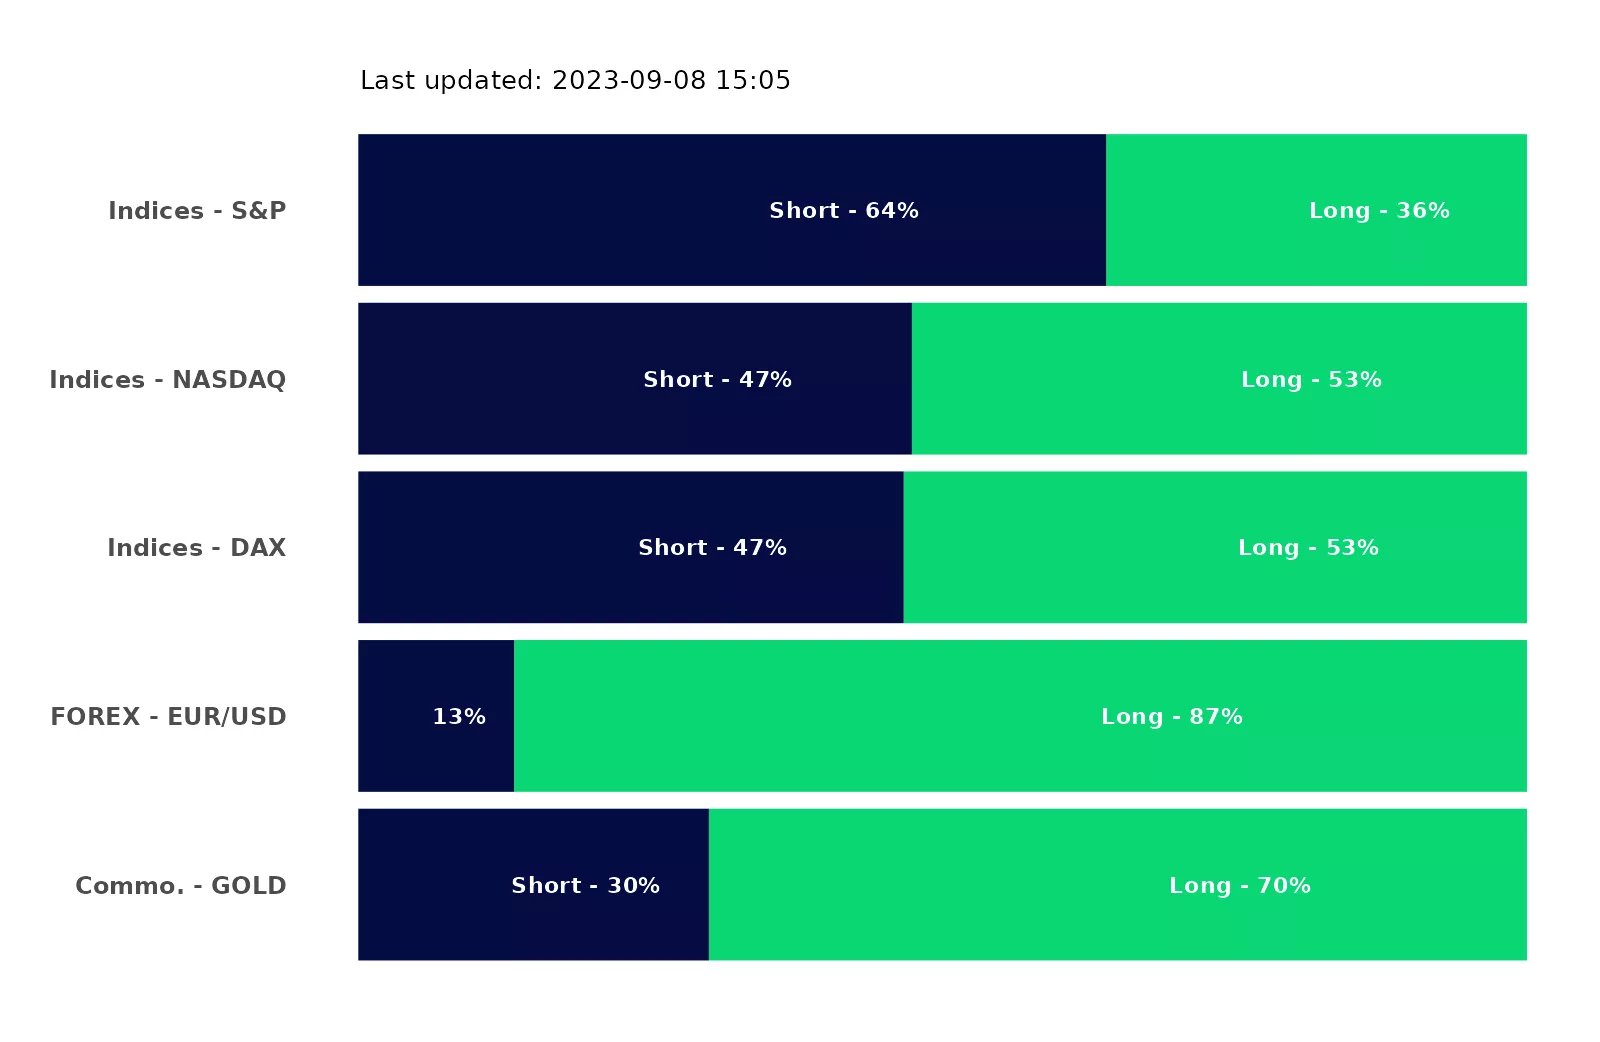 Last updated: 2023-09-08 15:05
Indices - S&P Short - 64% Long - 36%
Indices - NASDAQ Short - 47% Long - 53%
Indices - DAX Short - 47% Long - 53%
FOREX - EUR/USD 13% Long - 87%
Commo. - GOLD Short - 30% Long - 70%